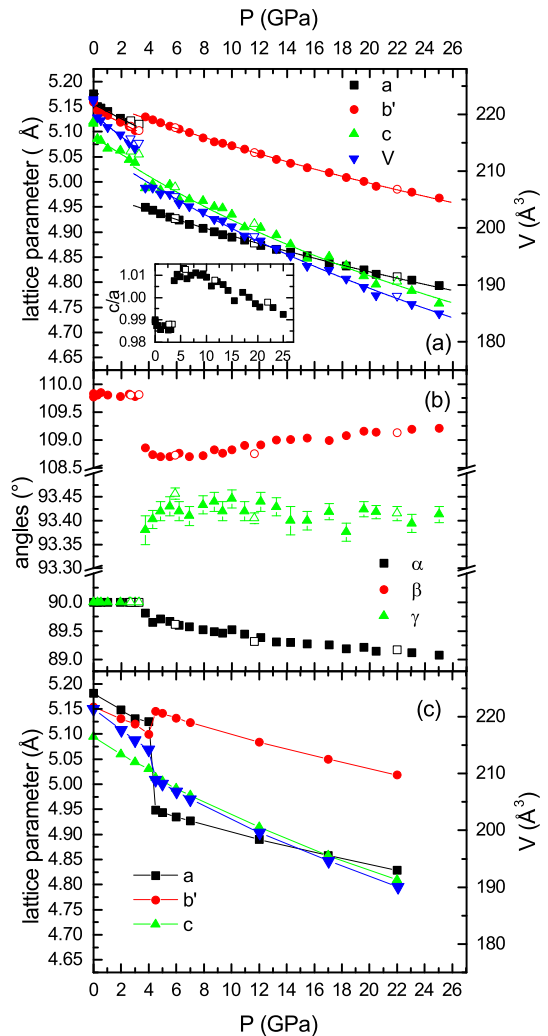 P (GPa)
0 2 4 6 8 10 12 14 16 18 20 22 24 26
5.20
5.15
5.10
5.05
5.00
4.95
4.90
4.85
4.80
4.75
4.70
4.65
lattice parameter ( Å)
a
b'
c
V
220
210
200
190
180
V (Å³)
1.01
1.00
0.99
0.98
c/a
0 5 10 15 20 25
(a)
110.0
109.5
109.0
108.5
93.45
93.40
93.35
93.30
90.0
89.5
89.0
angles (°)
(b)
α
β
γ
5.20
5.15
5.10
5.05
5.00
4.95
4.90
4.85
4.80
4.75
4.70
4.65
lattice parameter (Å)
(c)
a
b'
c
220
210
200
190
180
V (Å³)
0 2 4 6 8 10 12 14 16 18 20 22 24 26
P (GPa)